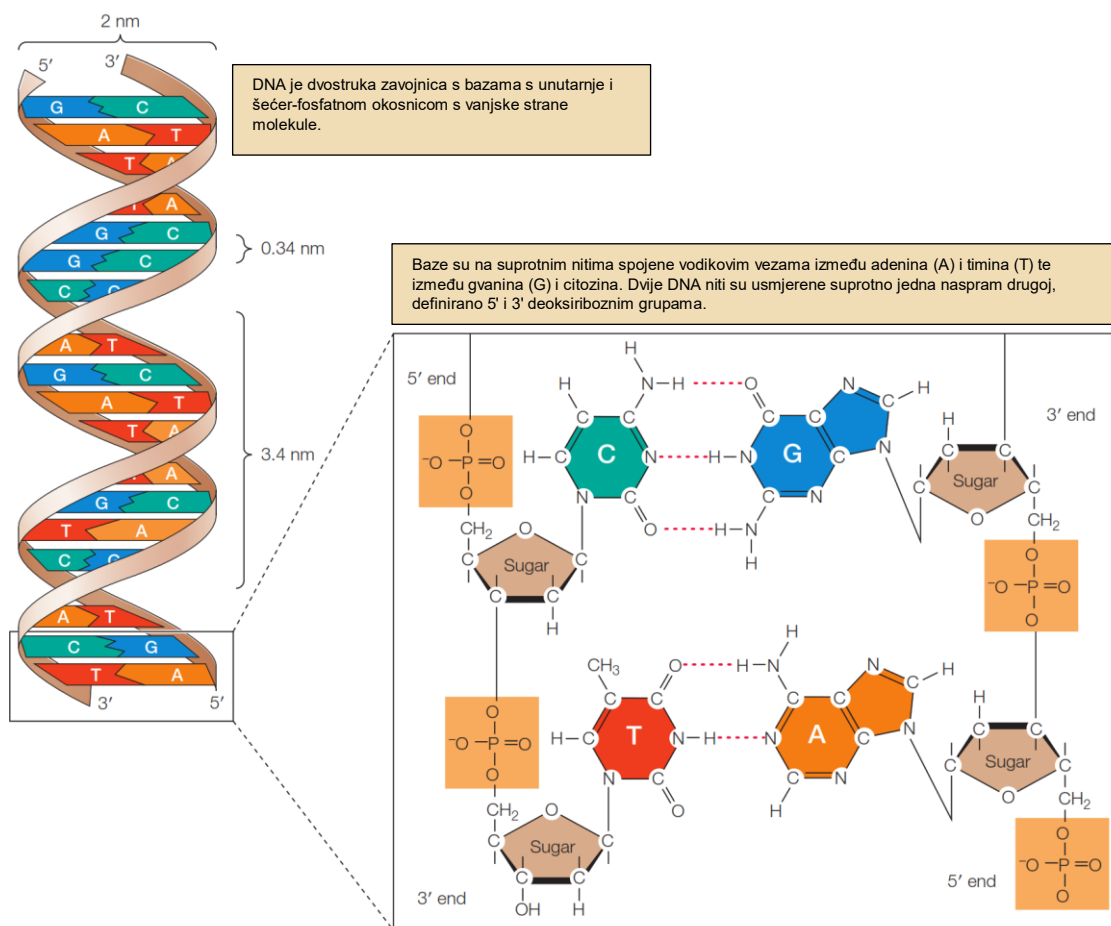 2 nm
5′ 3′
G C
A T
T A
T A
G C
0.34 nm
G C
C G
A T
G C
A T
T A
3.4 nm
T A
G C
T A
C G
A T
C G
T A
3′ 5′
DNA je dvostruka zavojnica s bazama s unutarnje i
šećer-fosfatnom okosnicom s vanjske strane
molekule.
Baze su na suprotnim nitima spojene vodikovim vezama između adenina (A) i timina (T) te
između gvanina (G) i citozina. Dvije DNA niti su usmjerene suprotno jedna naspram drugoj,
definirano 5' i 3' deoksiriboznim grupama.
5′ end
H
H N H O N H
C C C C C
3′ end
O
⁻O P O
O
H C C N H N G C C N
N C C N
O H N H
H
CH₂
O
C C
Sugar
C C
H
H
C C
Sugar
C C
O
CH₂
O
⁻O P O
O
H
CH₃ O H N N H
C C C C C
O
⁻O P O
O
H C T N H N A C C N
N C C N
O H
CH₂
O
C C
Sugar
C C
OH H
H
C C
Sugar
C C
O
CH₂
O
⁻O P O
O
3′ end
5′ end